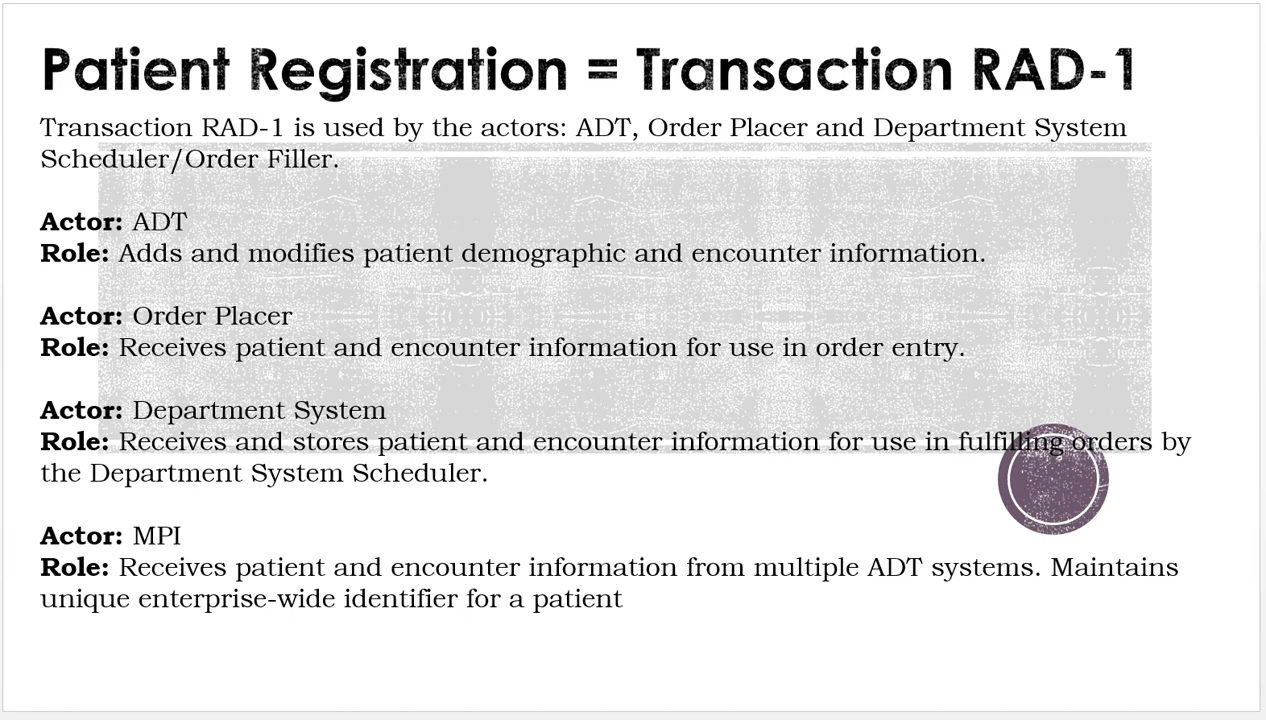 Patient Registration = Transaction RAD-1
Transaction RAD-1 is used by the actors: ADT, Order Placer and Department System
Scheduler/Order Filler.
Actor: ADT
Role: Adds and modifies patient demographic and encounter information.
Actor: Order Placer
Role: Receives patient and encounter information for use in order entry.
Actor: Department System
Role: Receives and stores patient and encounter information for use in fulfilling orders by
the Department System Scheduler.
Actor: MPI
Role: Receives patient and encounter information from multiple ADT systems. Maintains
unique enterprise-wide identifier for a patient